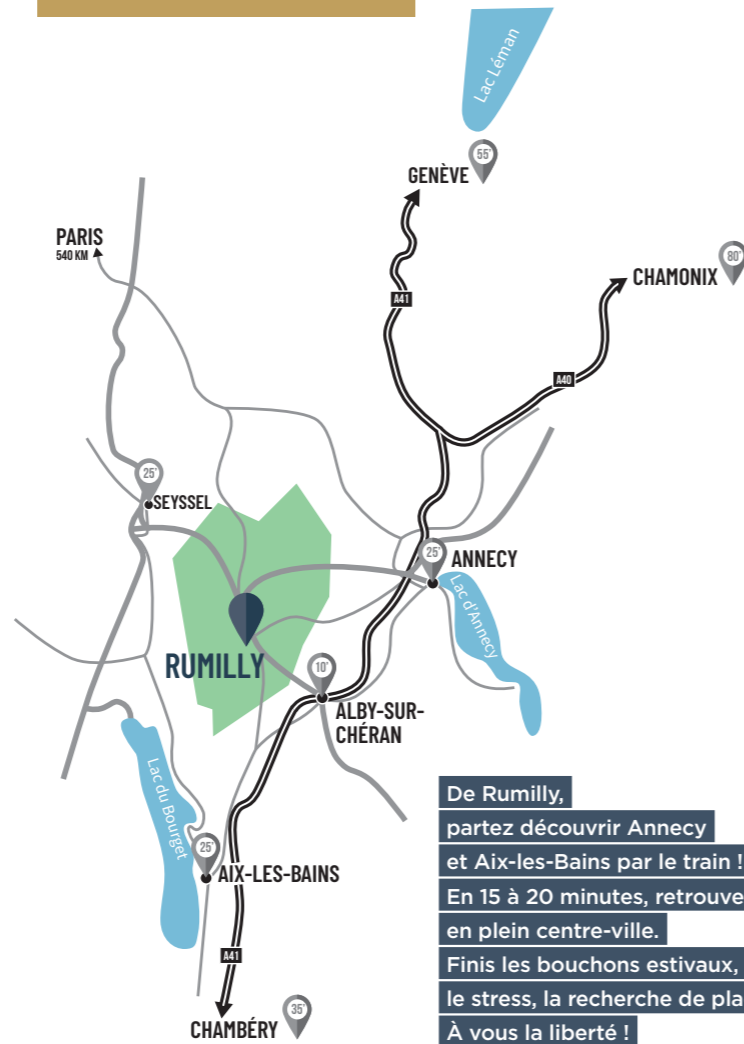 Lac Léman
55'
GENÈVE
PARIS
540 KM
80'
CHAMONIX
A41
A40
25'
SEYSSEL
25'
ANNECY
Lac d'Annecy
RUMILLY
10'
ALBY-SUR-
CHÉRAN
Lac du Bourget
25'
AIX-LES-BAINS
A41
CHAMBÉRY
35'
De Rumilly,
partez découvrir Annecy
et Aix-les-Bains par le train !
En 15 à 20 minutes, retrouve
en plein centre-ville.
Finis les bouchons estivaux,
le stress, la recherche de pla
À vous la liberté !